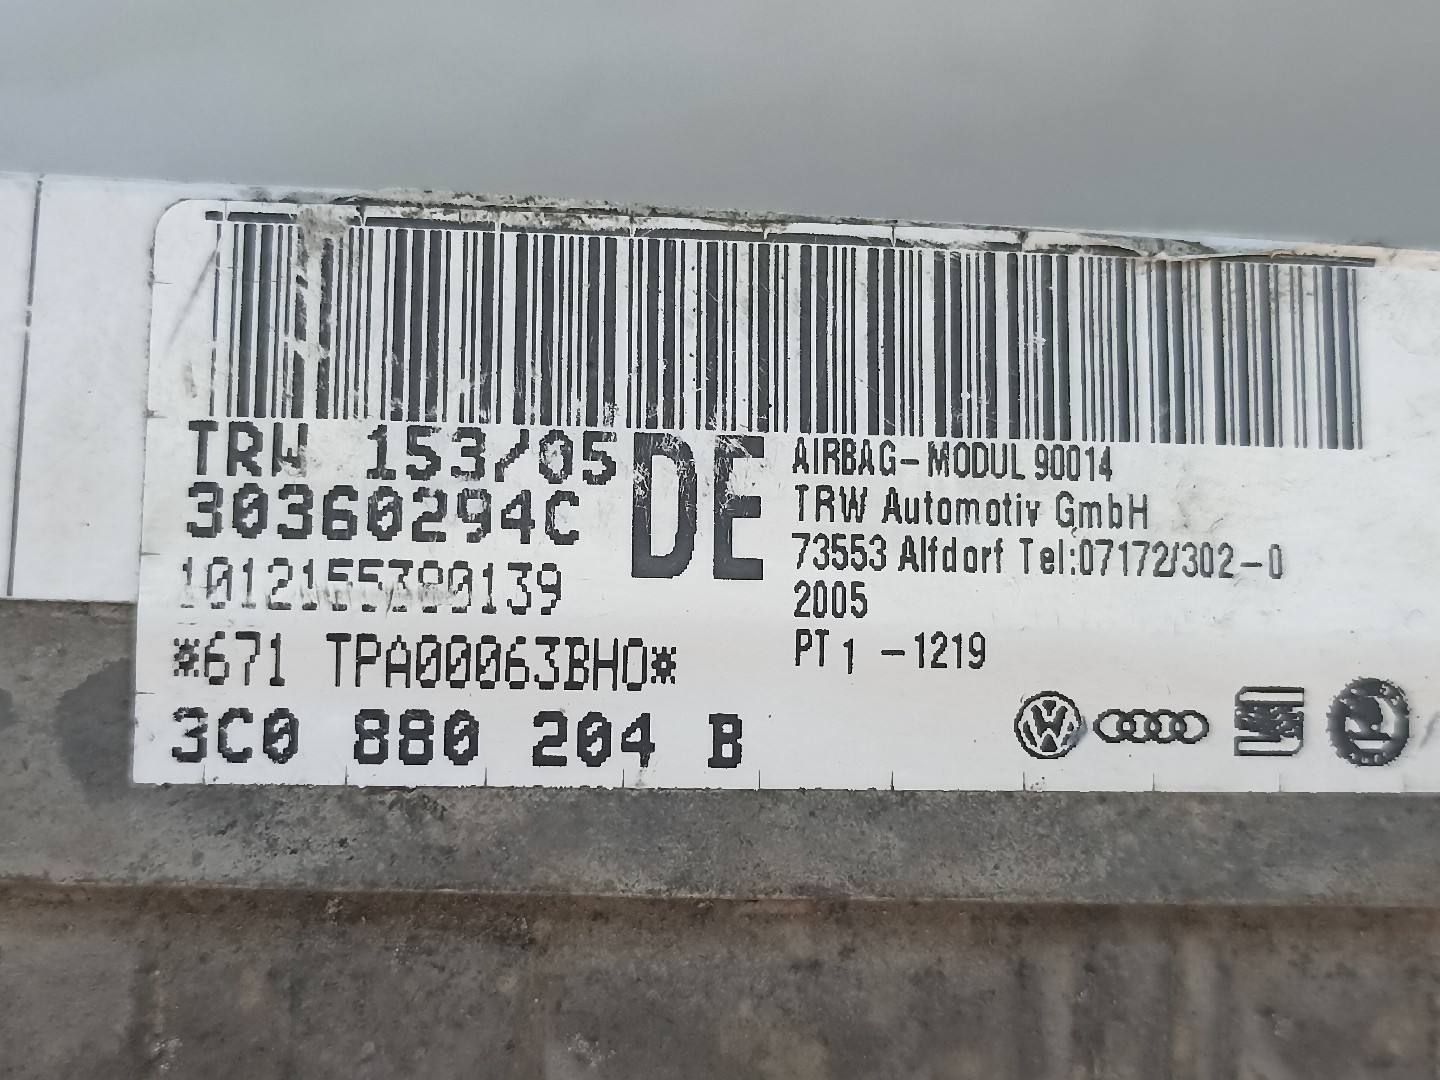 TRW 153/05
30360294C
DE
1012155390139
*671 TPA00063BH0*
3C0 880 204 B
AIRBAG-MODUL 90014
TRW Automotiv GmbH
73553 Alfdorf Tel:07172/302-0
2005
PT 1 -1219